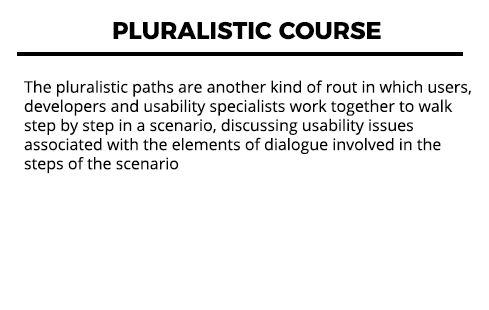 PLURALISTIC COURSE
The pluralistic paths are another kind of rout in which users,
developers and usability specialists work together to walk
step by step in a scenario, discussing usability issues
associated with the elements of dialogue involved in the
steps of the scenario